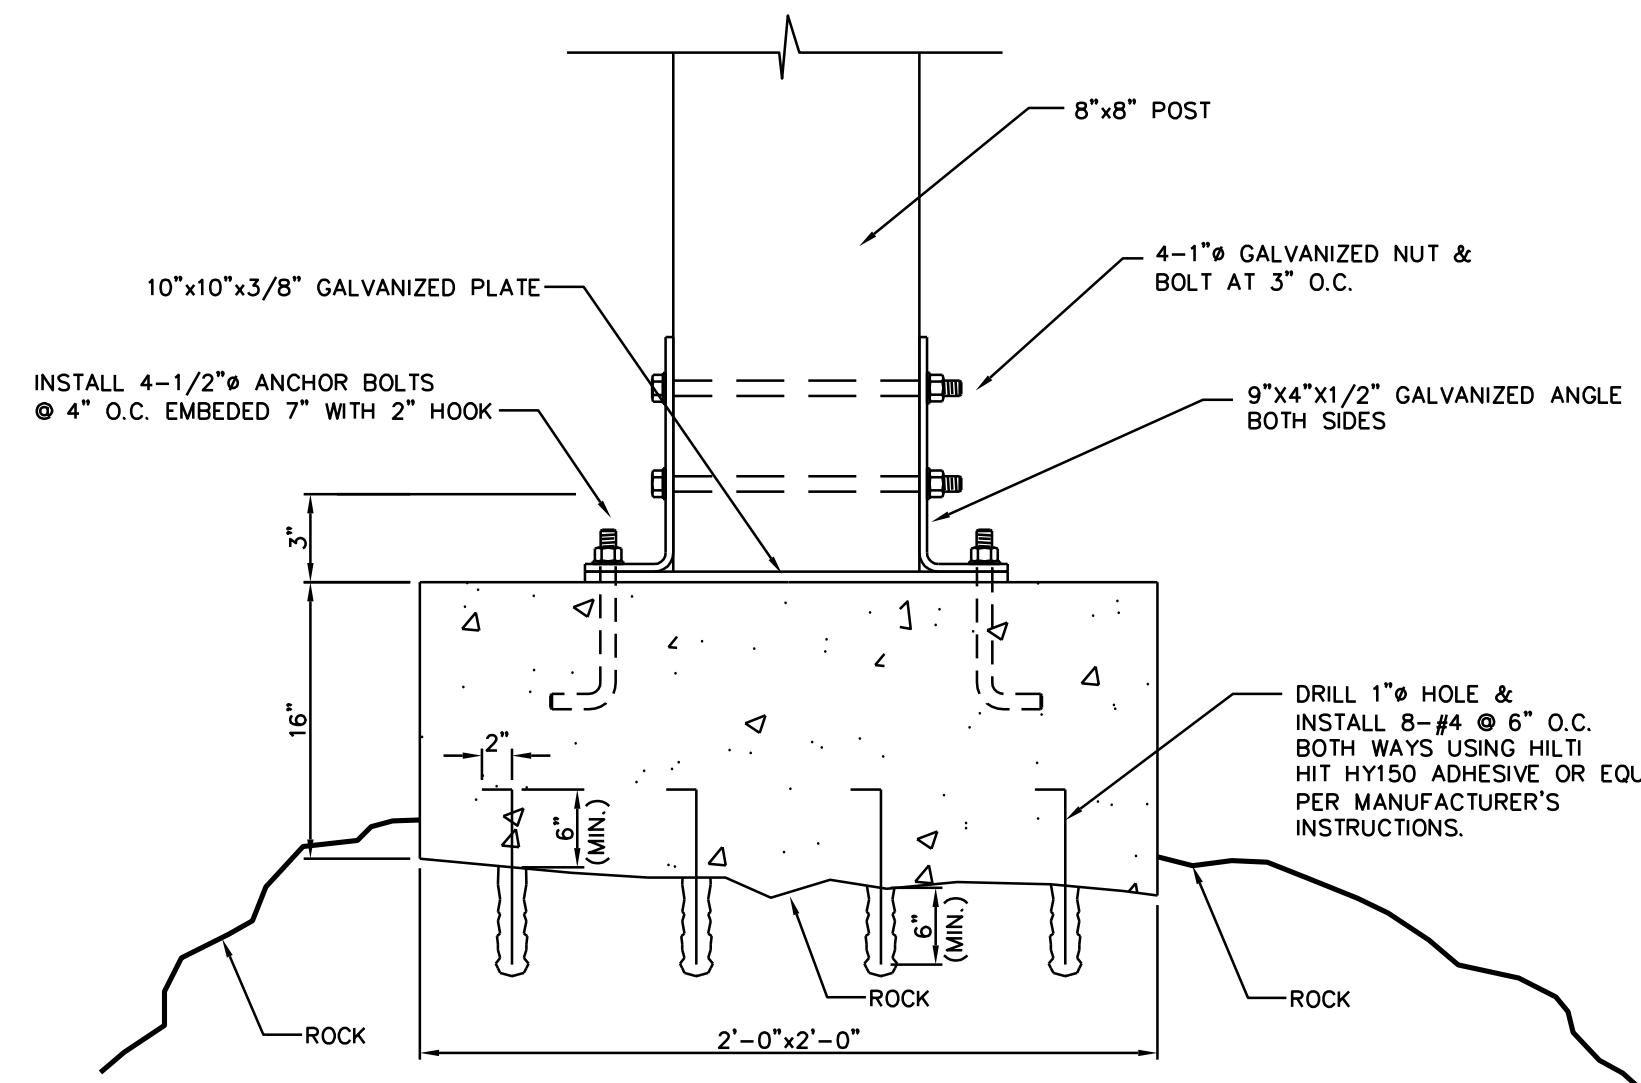 8"x8" POST
4-1"ø GALVANIZED NUT &
BOLT AT 3" O.C.
10"x10"x3/8" GALVANIZED PLATE
INSTALL 4-1/2"ø ANCHOR BOLTS
@ 4" O.C. EMBEDED 7" WITH 2" HOOK
9"X4"X1/2" GALVANIZED ANGLE
BOTH SIDES
3"
16"
2"
6"
(MIN.)
DRILL 1"ø HOLE &
INSTALL 8-#4 @ 6" O.C.
BOTH WAYS USING HILTI
HIT HY150 ADHESIVE OR EQU
PER MANUFACTURER'S
INSTRUCTIONS.
6"
(MIN.)
ROCK
ROCK
ROCK
2'-0"x2'-0"